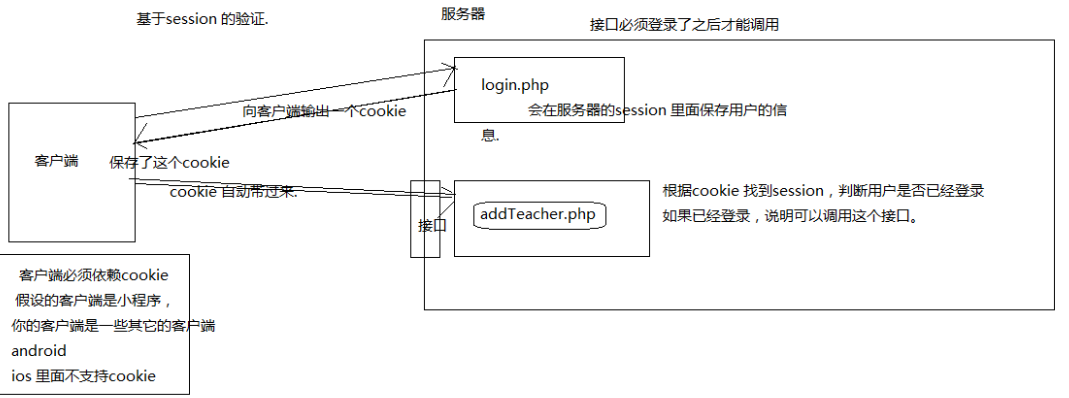 基于session 的验证.
服务器
接口必须登录了之后才能调用
login.php
向客户端输出一个cookie
会在服务器的session 里面保存用户的信
息.
客户端
保存了这个cookie
cookie 自动带过来.
根据cookie 找到session，判断用户是否已经登录
如果已经登录，说明可以调用这个接口。
addTeacher.php
接口
客户端必须依赖cookie
假设的客户端是小程序，
你的客户端是一些其它的客户端
android
ios 里面不支持cookie